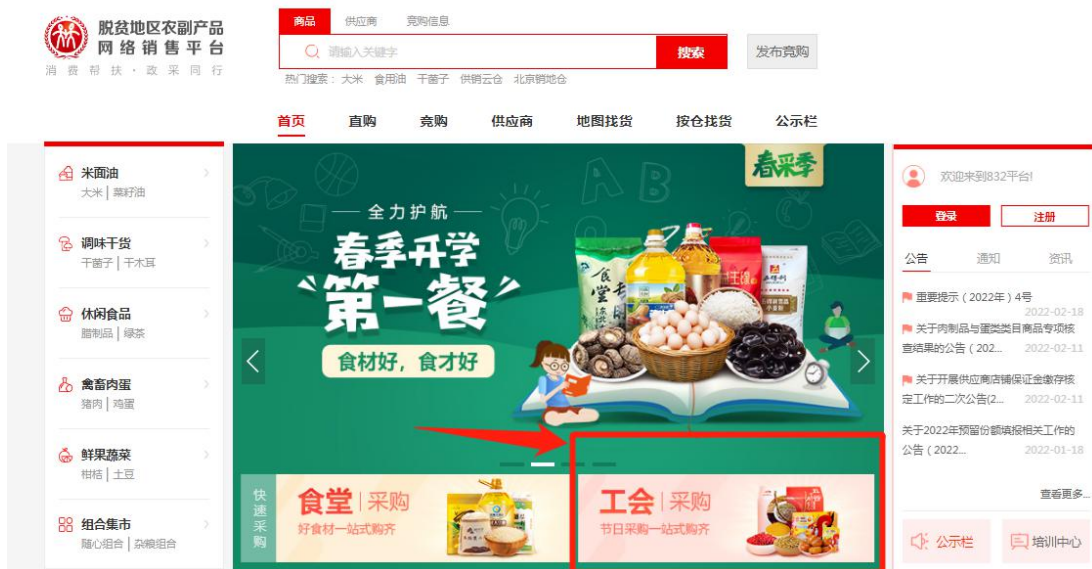 脱贫地区农副产品
网络销售平台
消费帮扶·政采同行
商品 供应商 竞购信息
请输入关键字 搜索 发布竞购
热门搜索: 大米 食用油 干菌子 供销云仓 北京销地仓
首页 直购 竞购 供应商 地图找货 按仓找货 公示栏
米面油
大米 | 菜籽油
调味干货
干菌子 | 干木耳
休闲食品
腊制品 | 绿茶
禽畜肉蛋
猪肉 | 鸡蛋
鲜果蔬菜
柑桔 | 土豆
组合集市
随心组合 | 杂粮组合
春采季
全力护航
春季开学
“第一餐”
食材好，食才好
A B
快速采购
食堂 | 采购
好食材一站式购齐
工会 | 采购
节日采购一站式购齐
欢迎来到832平台!
登录 注册
公告 通知 资讯
重要提示（2022年）4号
2022-02-18
关于肉制品与蛋类类目商品专项核
查结果的公告（202... 2022-02-11
关于开展供应商店铺保证金缴存核
定工作的二次公告(2... 2022-02-11
关于2022年预留份额填报相关工作的
公告（2022... 2022-01-18
查看更多...
公示栏 培训中心